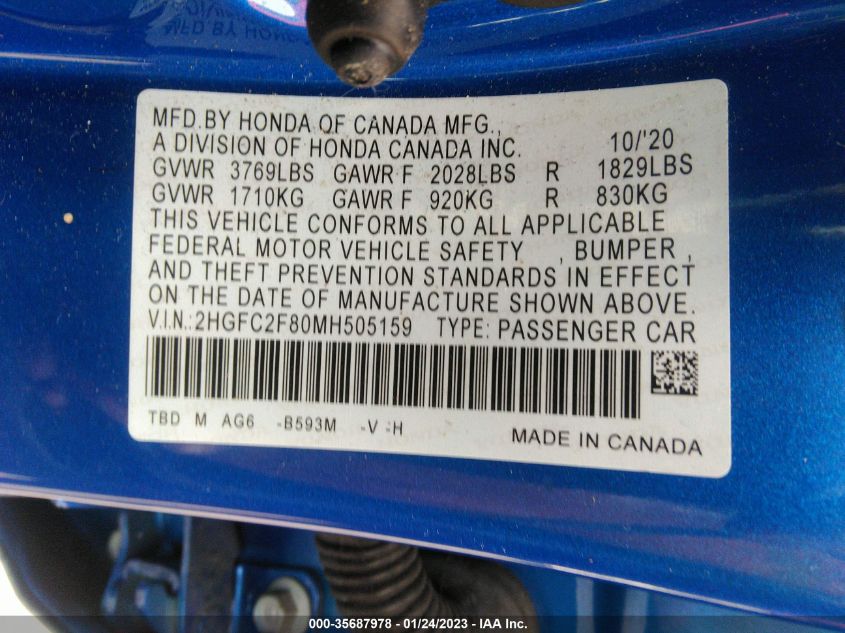 MFD.BY HONDA OF CANADA MFG.,
A DIVISION OF HONDA CANADA INC. 10/'20
GVWR 3769LBS GAWR F 2028LBS R 1829LBS
GVWR 1710KG GAWR F 920KG R 830KG
THIS VEHICLE CONFORMS TO ALL APPLICABLE
FEDERAL MOTOR VEHICLE SAFETY , BUMPER ,
AND THEFT PREVENTION STANDARDS IN EFFECT
ON THE DATE OF MANUFACTURE SHOWN ABOVE.
V.I.N.:2HGFC2F80MH505159 TYPE: PASSENGER CAR
TBD M AG6 -B593M -V -H
MADE IN CANADA
000-35687978 - 01/24/2023 - IAA Inc.